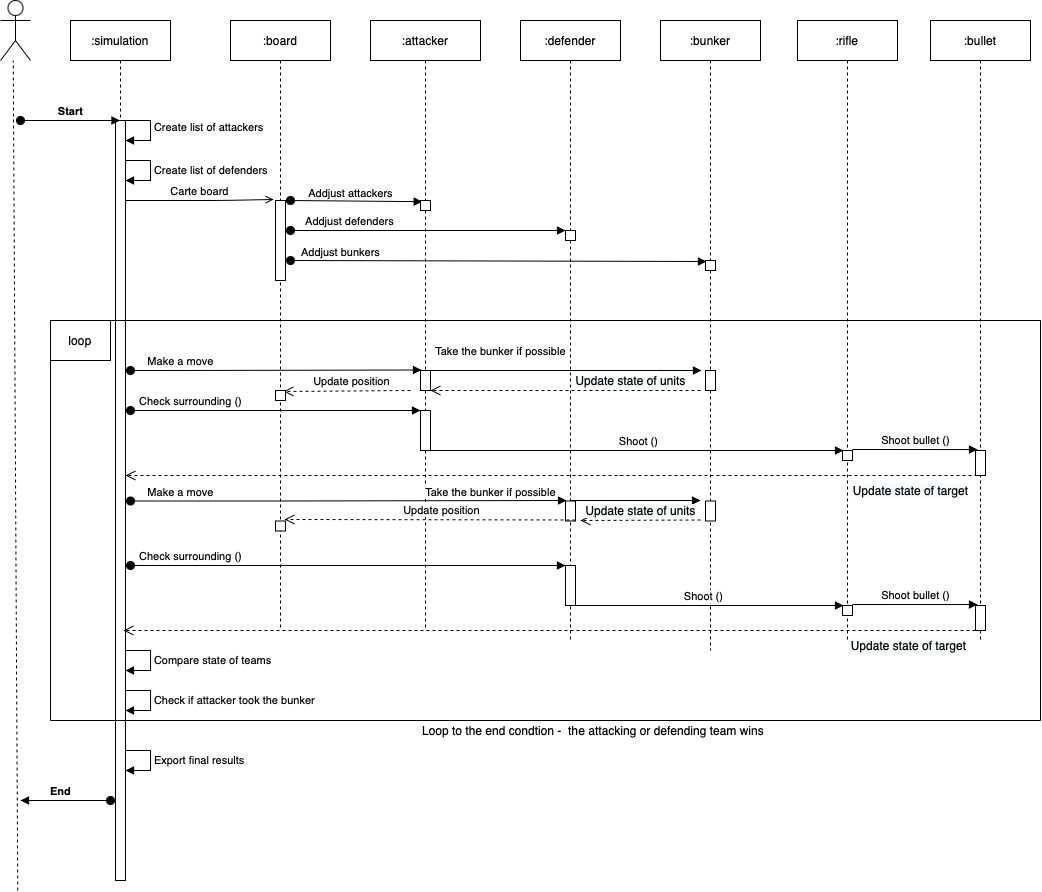 :simulation
:board
:attacker
:defender
:bunker
:rifle
:bullet
Start
Create list of attackers
Create list of defenders
Carte board
Addjust attackers
Addjust defenders
Addjust bunkers
loop
Take the bunker if possible
Make a move
Update position
Update state of units
Check surrounding ()
Shoot ()
Shoot bullet ()
Update state of target
Make a move
Take the bunker if possible
Update position
Update state of units
Check surrounding ()
Shoot ()
Shoot bullet ()
Update state of target
Compare state of teams
Check if attacker took the bunker
Loop to the end condtion - the attacking or defending team wins
Export final results
End